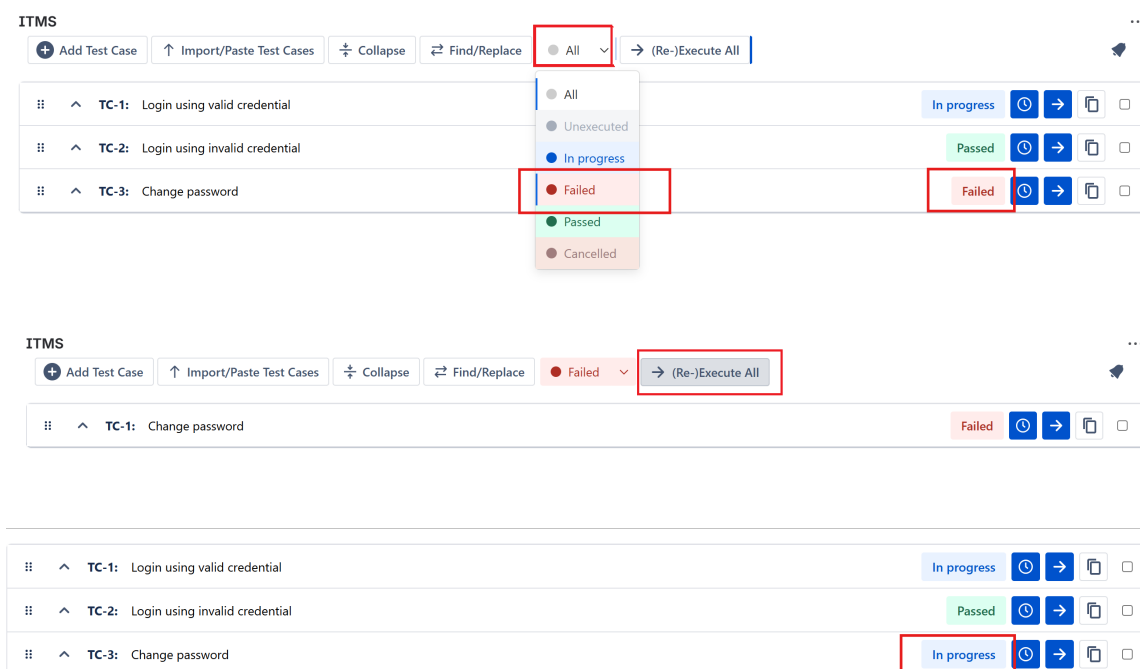 ITMS
Add Test Case Import/Paste Test Cases Collapse Find/Replace All (Re-)Execute All
All
TC-1: Login using valid credential In progress
Unexecuted
TC-2: Login using invalid credential Passed
In progress
TC-3: Change password Failed
Failed
Passed
Cancelled
ITMS
Add Test Case Import/Paste Test Cases Collapse Find/Replace Failed (Re-)Execute All
TC-1: Change password Failed
TC-1: Login using valid credential In progress
TC-2: Login using invalid credential Passed
TC-3: Change password In progress